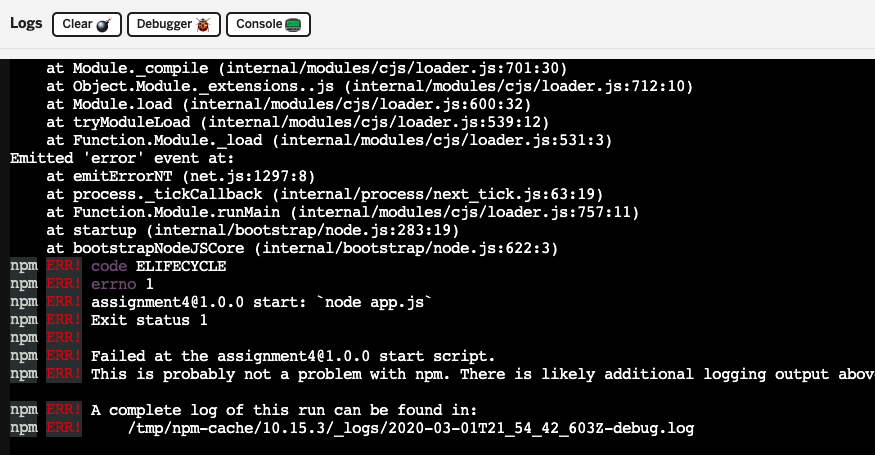 Logs Clear Debugger Console
at Module._compile (internal/modules/cjs/loader.js:701:30)
at Object.Module._extensions..js (internal/modules/cjs/loader.js:712:10)
at Module.load (internal/modules/cjs/loader.js:600:32)
at tryModuleLoad (internal/modules/cjs/loader.js:539:12)
at Function.Module._load (internal/modules/cjs/loader.js:531:3)
Emitted 'error' event at:
at emitErrorNT (net.js:1297:8)
at process._tickCallback (internal/process/next_tick.js:63:19)
at Function.Module.runMain (internal/modules/cjs/loader.js:757:11)
at startup (internal/bootstrap/node.js:283:19)
at bootstrapNodeJSCore (internal/bootstrap/node.js:622:3)
npm ERR! code ELIFECYCLE
npm ERR! errno 1
npm ERR! assignment4@1.0.0 start: `node app.js`
npm ERR! Exit status 1
npm ERR!
npm ERR! Failed at the assignment4@1.0.0 start script.
npm ERR! This is probably not a problem with npm. There is likely additional logging output abov
npm ERR! A complete log of this run can be found in:
npm ERR! /tmp/npm-cache/10.15.3/_logs/2020-03-01T21_54_42_603Z-debug.log